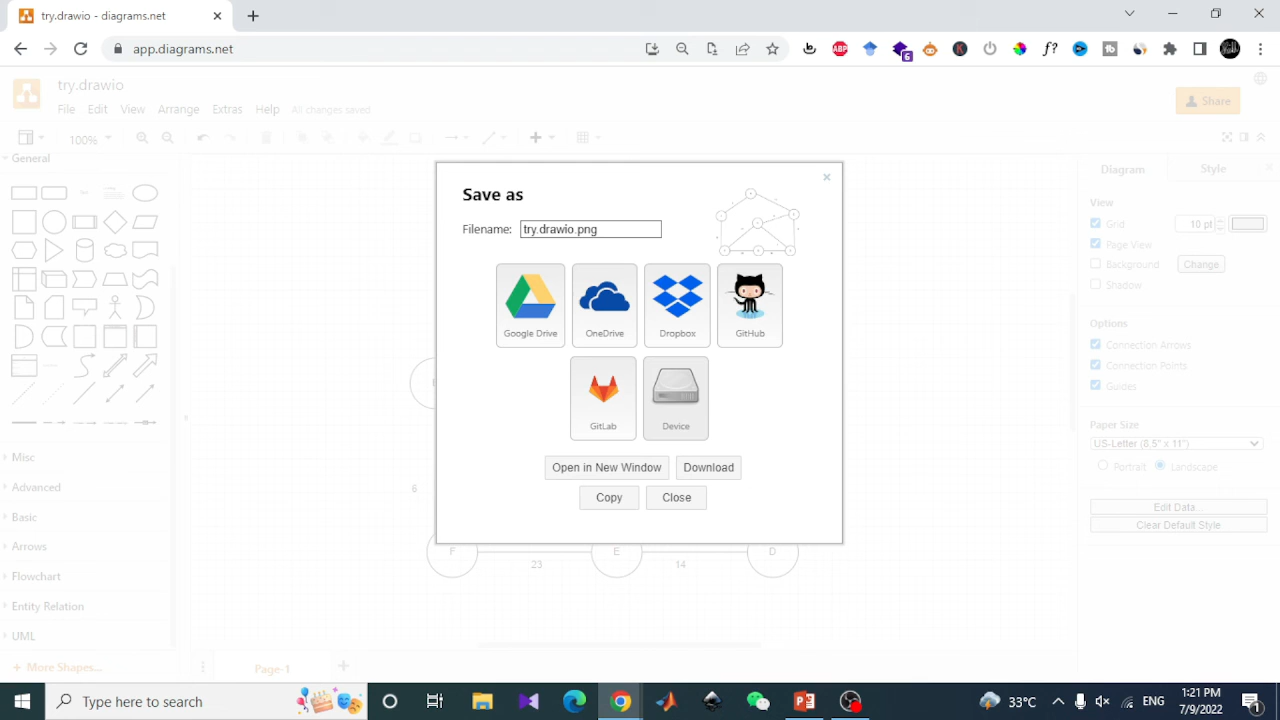 try.drawio - diagrams.net
app.diagrams.net
ABP
6
K
f?
tb
try.drawio
File Edit View Arrange Extras Help All changes saved
Share
100%
General
Text
Diagram Style
View
Grid 10 pt
Page View
Background Change
Shadow
Options
Connection Arrows
Connection Points
Guides
Paper Size
US-Letter (8,5" x 11")
Portrait Landscape
Edit Data...
Clear Default Style
Save as
Filename: try.drawio.png
Google Drive OneDrive Dropbox GitHub
GitLab Device
Open in New Window Download
Copy Close
6
F E D
23 14
Misc
Advanced
Basic
Arrows
Flowchart
Entity Relation
UML
+ More Shapes...
Page-1
Type here to search
33°C
ENG
1:21 PM
7/9/2022
1